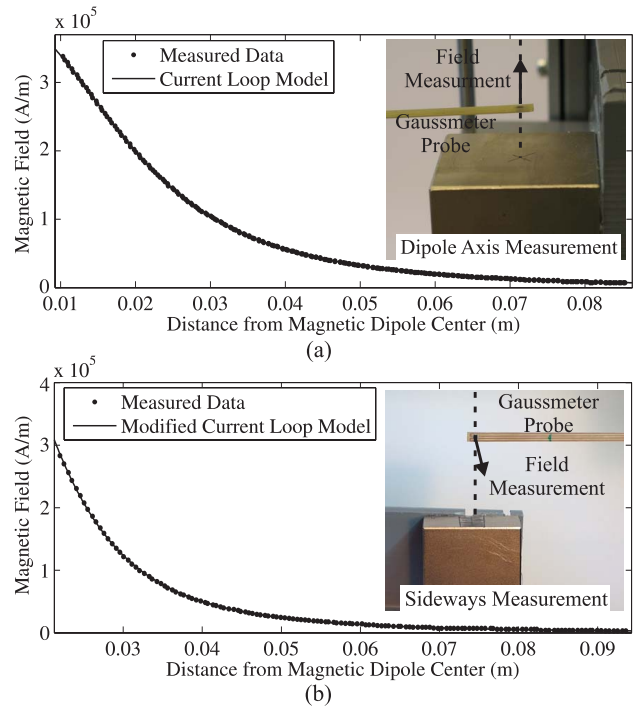 x 10^5
3
2
1
0
Magnetic Field (A/m)
Measured Data
Current Loop Model
Field
Measurment
Gaussmeter
Probe
Dipole Axis Measurement
0.01 0.02 0.03 0.04 0.05 0.06 0.07 0.08
Distance from Magnetic Dipole Center (m)
(a)
x 10^5
4
3
2
1
0
Magnetic Field (A/m)
Measured Data
Modified Current Loop Model
Gaussmeter
Probe
Field
Measurement
Sideways Measurement
0.03 0.04 0.05 0.06 0.07 0.08 0.09
Distance from Magnetic Dipole Center (m)
(b)